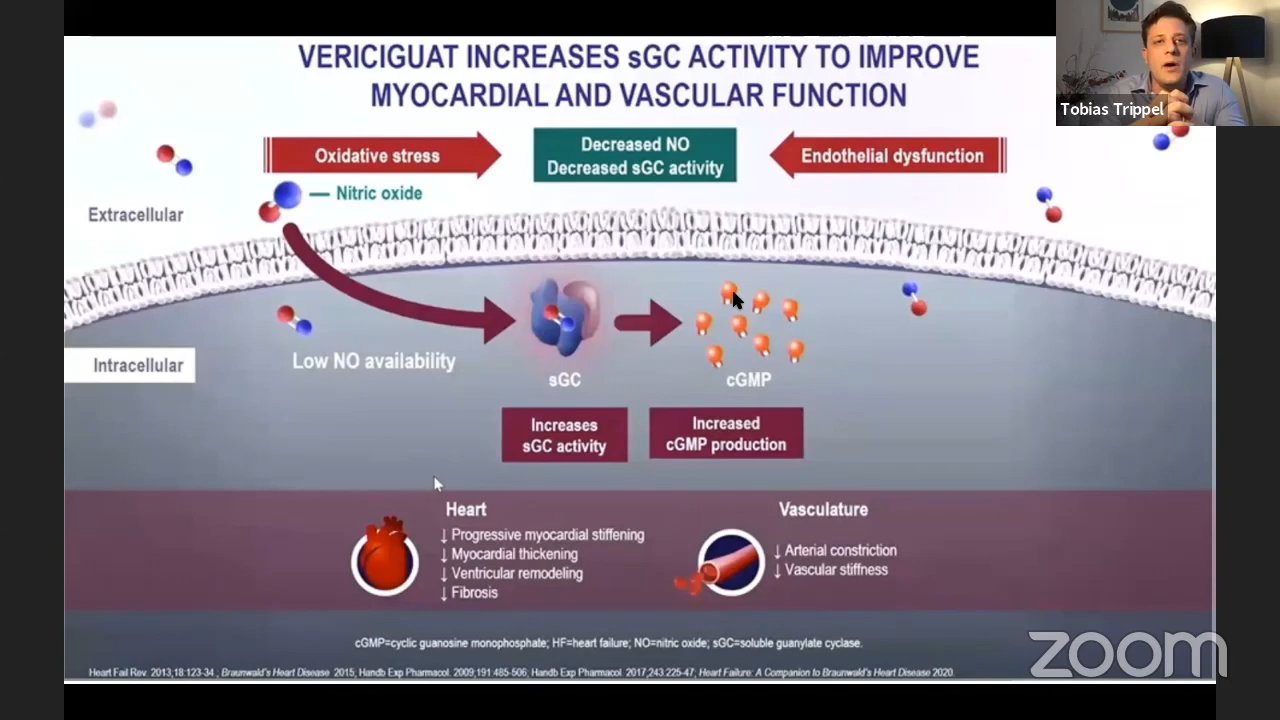 VERICIGUAT INCREASES sGC ACTIVITY TO IMPROVE
MYOCARDIAL AND VASCULAR FUNCTION
Tobias Trippel
Oxidative stress
Decreased NO
Decreased sGC activity
Endothelial dysfunction
Nitric oxide
Extracellular
Low NO availability
Intracellular
sGC
cGMP
Increases
sGC activity
Increased
cGMP production
Heart
↓ Progressive myocardial stiffening
↓ Myocardial thickening
↓ Ventricular remodeling
↓ Fibrosis
Vasculature
↓ Arterial constriction
↓ Vascular stiffness
cGMP=cyclic guanosine monophosphate; HF=heart failure; NO=nitric oxide; sGC=soluble guanylate cyclase.
zoom
Heart Fail Rev. 2013;18:123-34 ; Braunwald's Heart Disease 2015; Handb Exp Pharmacol. 2009;191:485-506; Handb Exp Pharmacol. 2017;243:225-47; Heart Failure: A Companion to Braunwald's Heart Disease 2020.